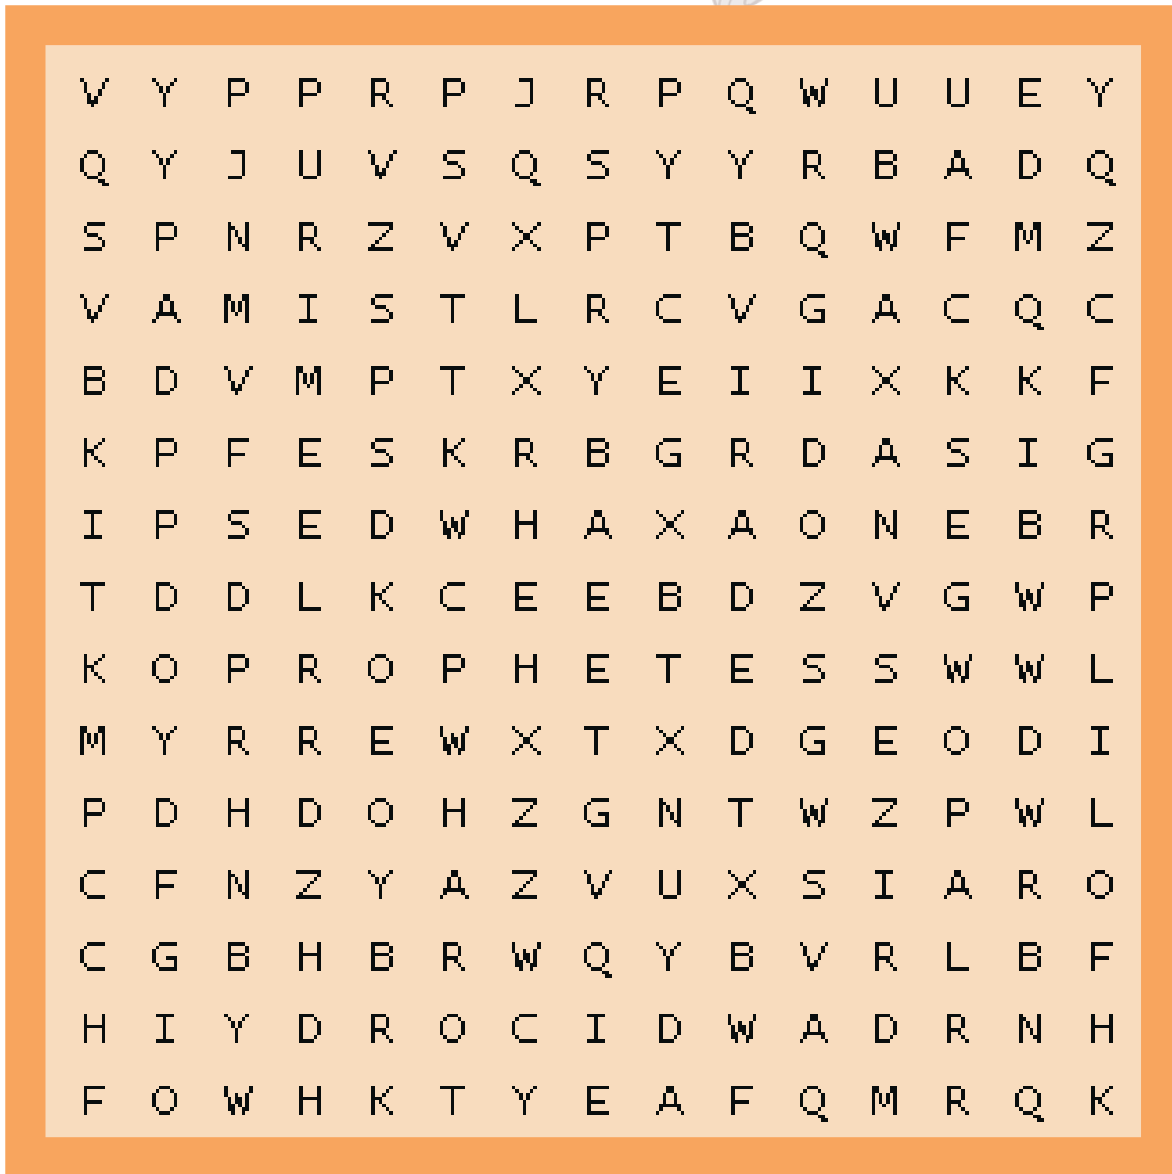 V Y P P R P J R P Q W U U E Y
Q Y J U V S Q S Y Y R B A D Q
S P N R Z V X P T B Q W F M Z
V A M I S T L R C V G A C Q C
B D V M P T X Y E I I X K K F
K P F E S K R B G R D A S I G
I P S E D W H A X A O N E B R
T D D L K C E E B D Z V G W P
K O P R O P H E T E S S W W L
M Y R R E W X T X D G E O D I
P D H D O H Z G N T W Z P W L
C F N Z Y A Z V U X S I A R O
C G B H B R W Q Y B V R L B F
H I Y D R O C I D W A D R N H
F O W H K T Y E A F Q M R Q K